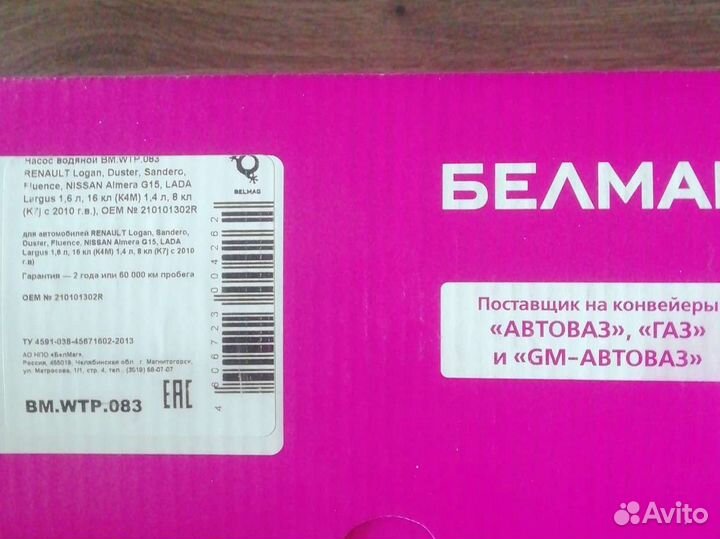 Насос водяной BM.WTP.083
RENAULT Logan, Duster, Sandero,
Fluence, NISSAN Almera G15, LADA
Largus 1,6 л, 16 кл (K4M) 1,4 л, 8 кл
(K7) с 2010 г.в.), OEM № 210101302R
для автомобилей RENAULT Logan, Sandero,
Duster, Fluence, NISSAN Almera G15, LADA
Largus 1,6 л, 16 кл (K4M) 1,4 л, 8 кл (K7) с 2010
г.в)
Гарантия — 2 года или 60 000 км пробега
OEM № 210101302R
ТУ 4591-038-45671602-2013
АО НПО «БелМаг»,
Россия, 455019, Челябинская обл. г. Магнитогорск,
ул. Матросова, 1/1, стр. 4, тел.: (3519) 58-07-07
BM.WTP.083
EAC
BELMAG
4 606723 004262
БЕЛМАГ
Поставщик на конвейеры
«АВТОВАЗ», «ГАЗ»
и «GM-АВТОВАЗ»
Avito